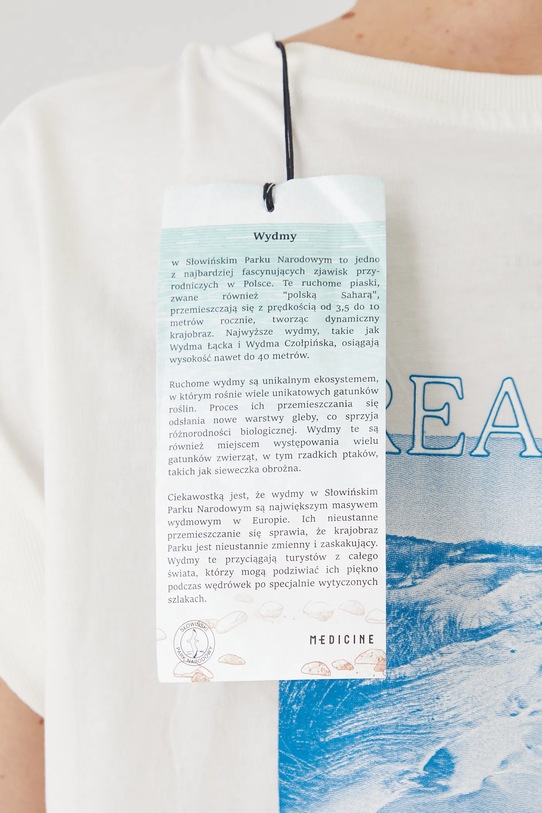 Wydmy
w Słowińskim Parku Narodowym to jedno
z najbardziej fascynujących zjawisk przy-
rodniczych w Polsce. Te ruchome piaski,
zwane również "polską Saharą",
przemieszczają się z prędkością od 3,5 do 10
metrów rocznie, tworząc dynamiczny
krajobraz. Najwyższe wydmy, takie jak
Wydma Łącka i Wydma Czołpińska, osiągają
wysokość nawet do 40 metrów.
Ruchome wydmy są unikalnym ekosystemem,
w którym rośnie wiele unikatowych gatunków
roślin. Proces ich przemieszczania się
odsłania nowe warstwy gleby, co sprzyja
różnorodności biologicznej. Wydmy te są
również miejscem występowania wielu
gatunków zwierząt, w tym rzadkich ptaków,
takich jak sieweczka obrożna.
Ciekawostką jest, że wydmy w Słowińskim
Parku Narodowym są największym masywem
wydmowym w Europie. Ich nieustanne
przemieszczanie się sprawia, że krajobraz
Parku jest nieustannie zmienny i zaskakujący.
Wydmy te przyciągają turystów z całego
świata, którzy mogą podziwiać ich piękno
podczas wędrówek po specjalnie wytyczonych
szlakach.
SŁOWIŃSKI
PARK NARODOWY
MEDICINE
REA